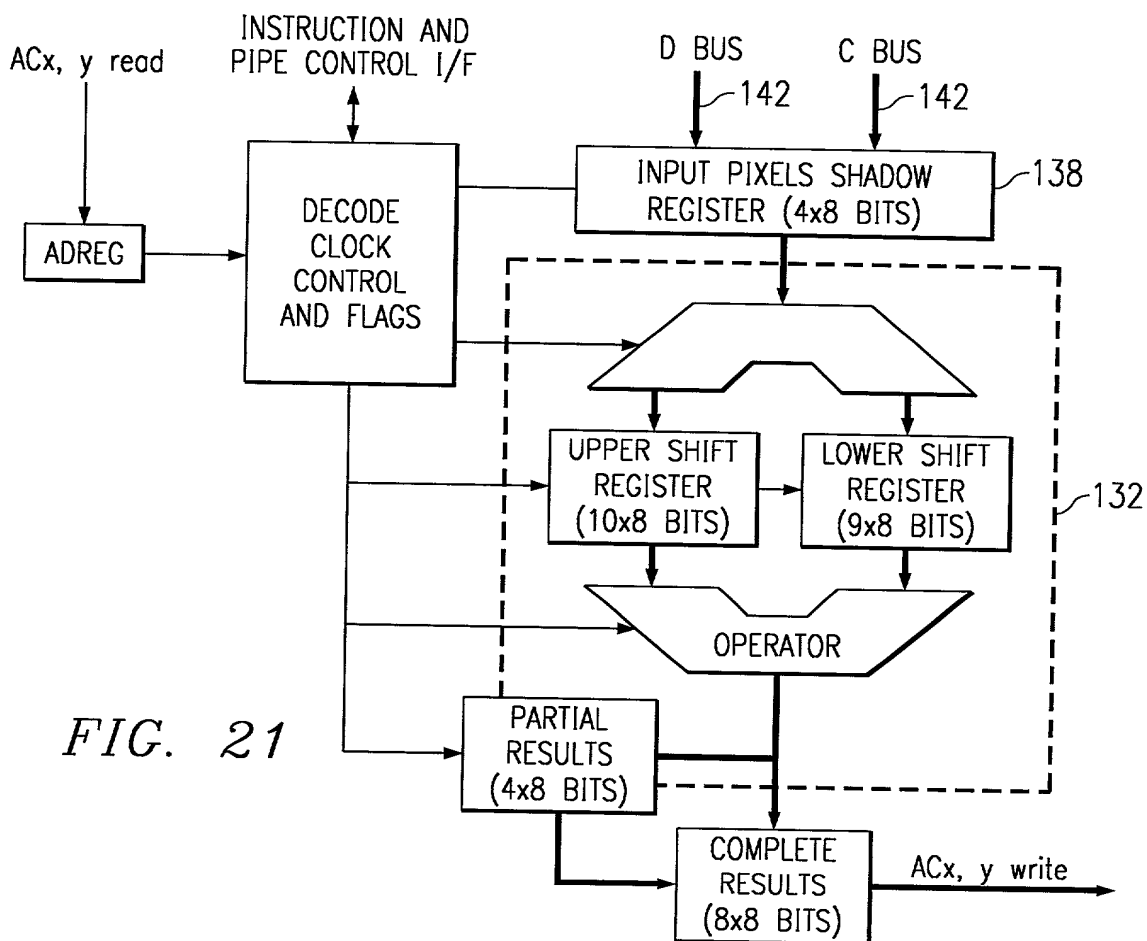 INSTRUCTION AND
PIPE CONTROL I/F
ACx, y read
D BUS
C BUS
142
142
INPUT PIXELS SHADOW
REGISTER (4x8 BITS)
138
DECODE
CLOCK
CONTROL
AND FLAGS
ADREG
UPPER SHIFT
REGISTER
(10x8 BITS)
LOWER SHIFT
REGISTER
(9x8 BITS)
132
OPERATOR
FIG. 21
PARTIAL
RESULTS
(4x8 BITS)
COMPLETE
RESULTS
(8x8 BITS)
ACx, y write